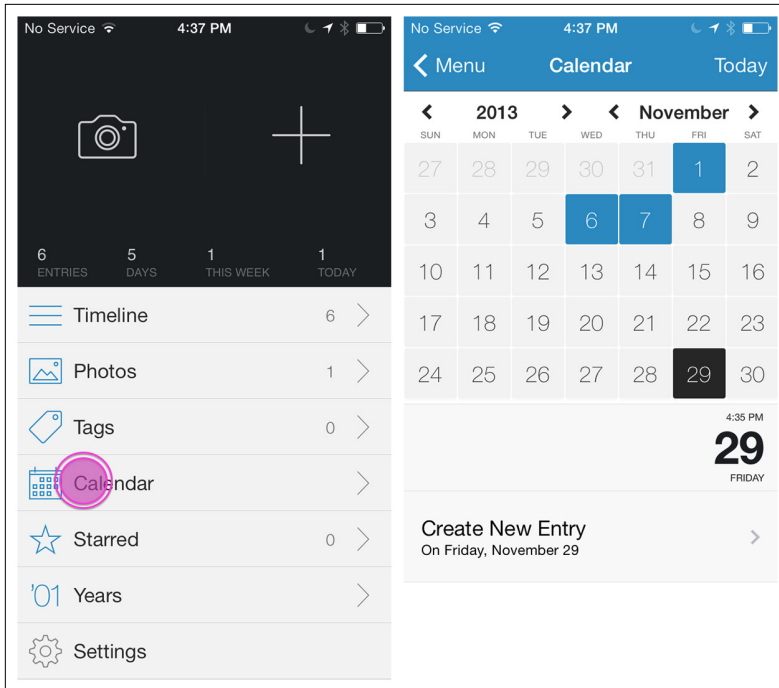 No Service 4:37 PM
6 5 1 1
ENTRIES DAYS THIS WEEK TODAY
Timeline 6
Photos 1
Tags 0
Calendar
Starred 0
'01 Years
Settings
No Service 4:37 PM
Menu Calendar Today
2013 November
SUN MON TUE WED THU FRI SAT
27 28 29 30 31 1 2
3 4 5 6 7 8 9
10 11 12 13 14 15 16
17 18 19 20 21 22 23
24 25 26 27 28 29 30
4:35 PM
29
FRIDAY
Create New Entry
On Friday, November 29